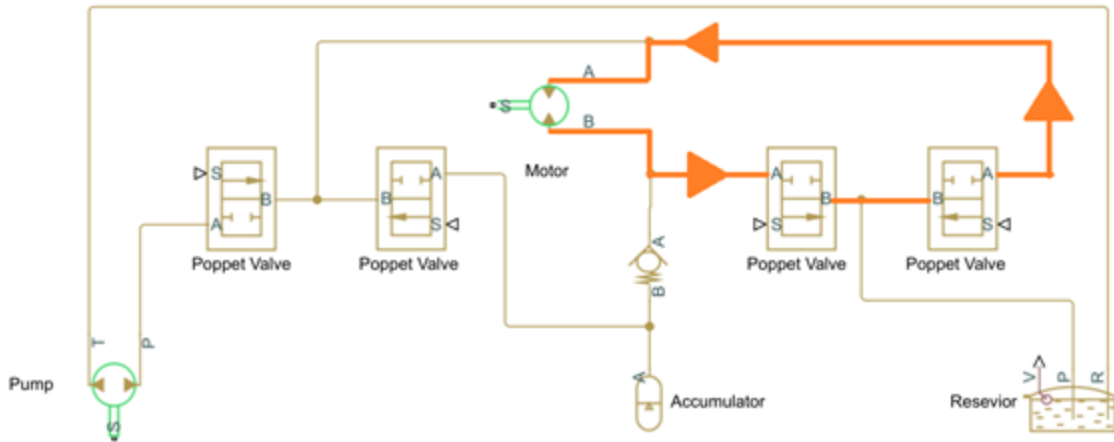 A
S
B
Motor
S
B
A
Poppet Valve
A
B
S
Poppet Valve
A
B
S
Poppet Valve
A
B
S
Poppet Valve
A
B
T
P
Pump
S
A
Accumulator
Resevior
V
P
R